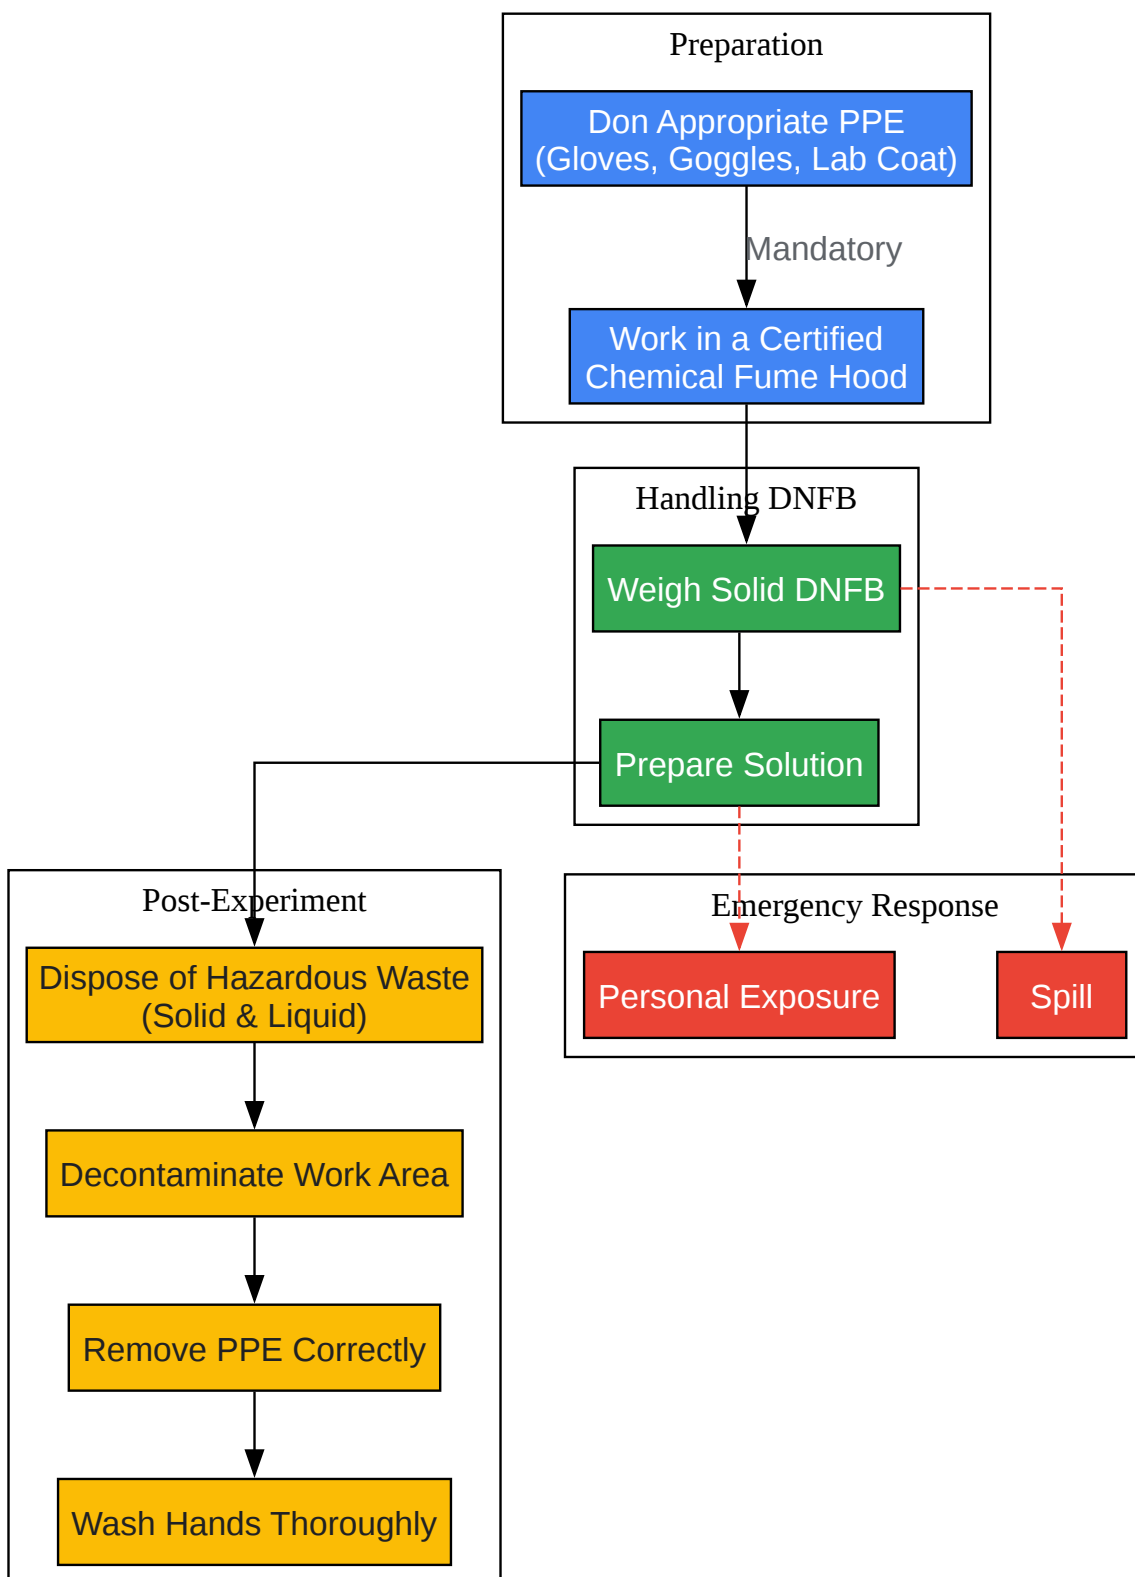 Preparation
Don Appropriate PPE
(Gloves, Goggles, Lab Coat)
Mandatory
Work in a Certified
Chemical Fume Hood
Handling DNFB
Weigh Solid DNFB
Prepare Solution
Post-Experiment
Dispose of Hazardous Waste
(Solid & Liquid)
Decontaminate Work Area
Remove PPE Correctly
Wash Hands Thoroughly
Emergency Response
Personal Exposure
Spill